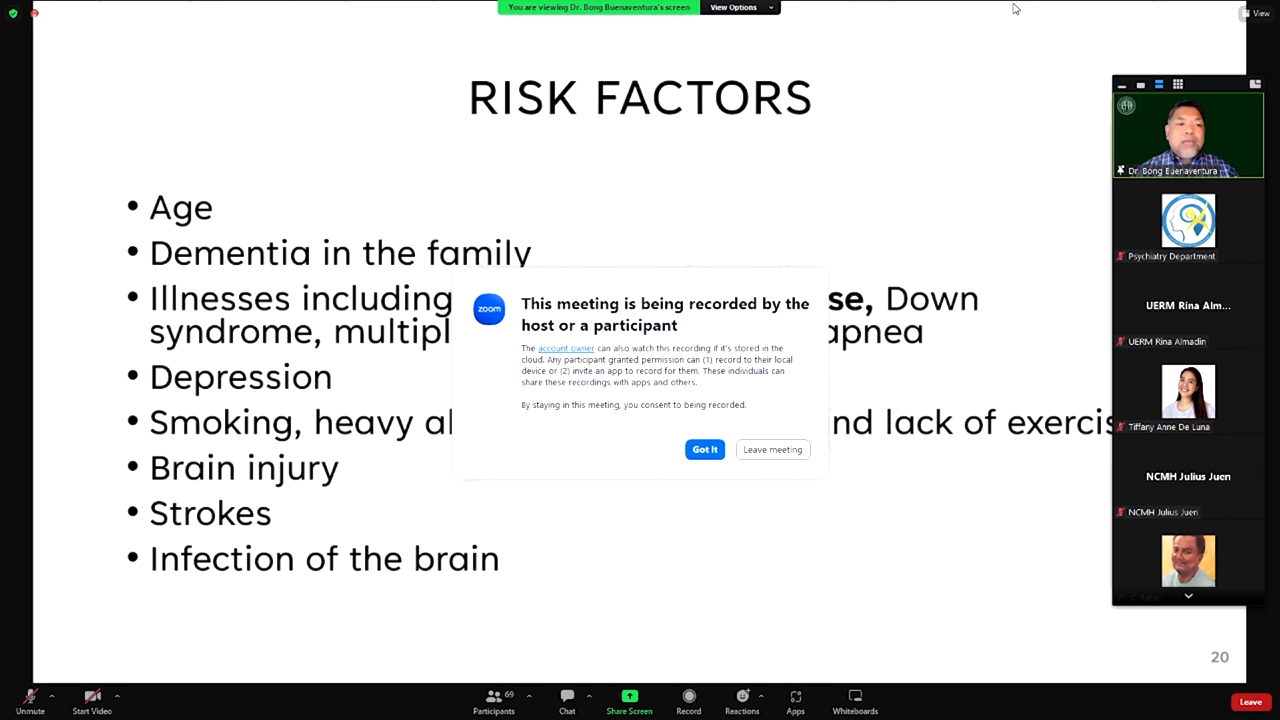 You are viewing Dr. Bong Buenaventura's screen
View Options
View
RISK FACTORS
• Age
• Dementia in the family
• Illnesses including
se, Down
syndrome, multipl
apnea
• Depression
• Smoking, heavy al
nd lack of exercis
• Brain injury
• Strokes
• Infection of the brain
zoom
This meeting is being recorded by the
host or a participant
The account owner can also watch this recording if it's stored in the
cloud. Any participant granted permission can (1) record to their local
device or (2) invite an app to record for them. These individuals can
share these recordings with apps and others.
By staying in this meeting, you consent to being recorded.
Got It
Leave meeting
Dr. Bong Buenaventura
Psychiatry Department
UERM Rina Alm...
UERM Rina Almadin
Tiffany Anne De Luna
NCMH Julius Juen
NCMH Julius Juen
20
Unmute
Start Video
Participants
69
Chat
Share Screen
Record
Reactions
Apps
Whiteboards
Leave